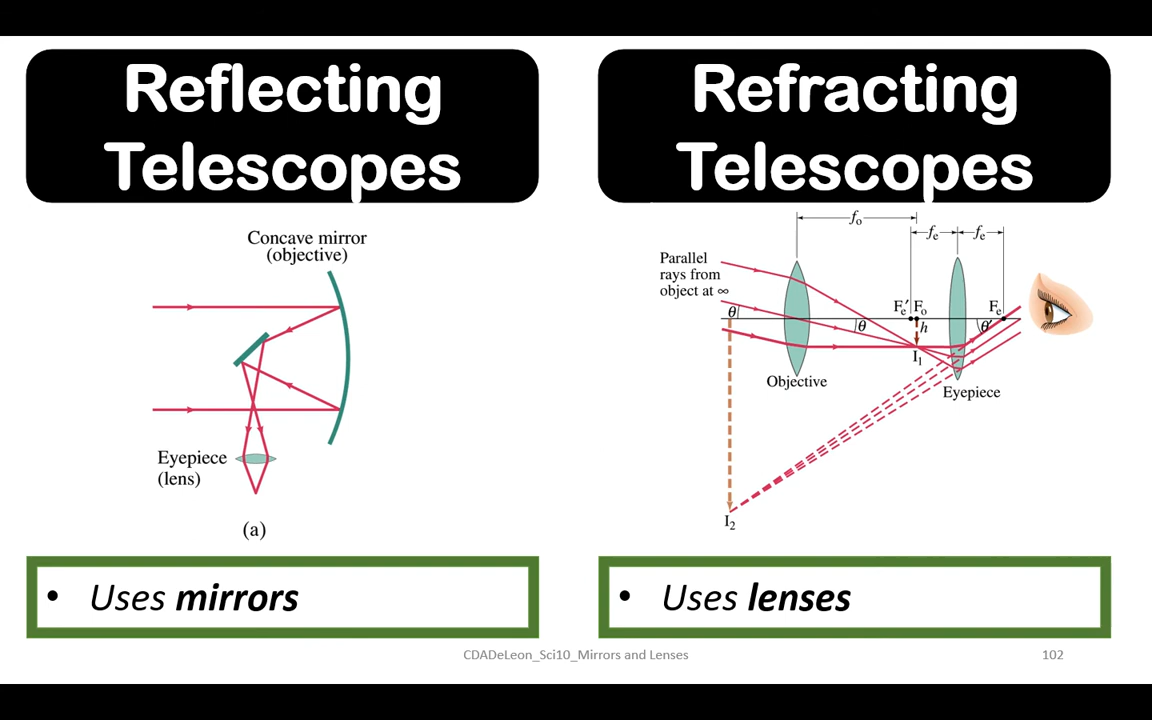 Reflecting
Telescopes
Concave mirror
(objective)
Eyepiece
(lens)
(a)
• Uses mirrors
Refracting
Telescopes
fo
fe fe
Parallel
rays from
object at ∞
θ
θ
Fe′ Fo
h
Fe
θ′
I1
Objective
Eyepiece
I2
• Uses lenses
CDADeLeon_Sci10_Mirrors and Lenses
102